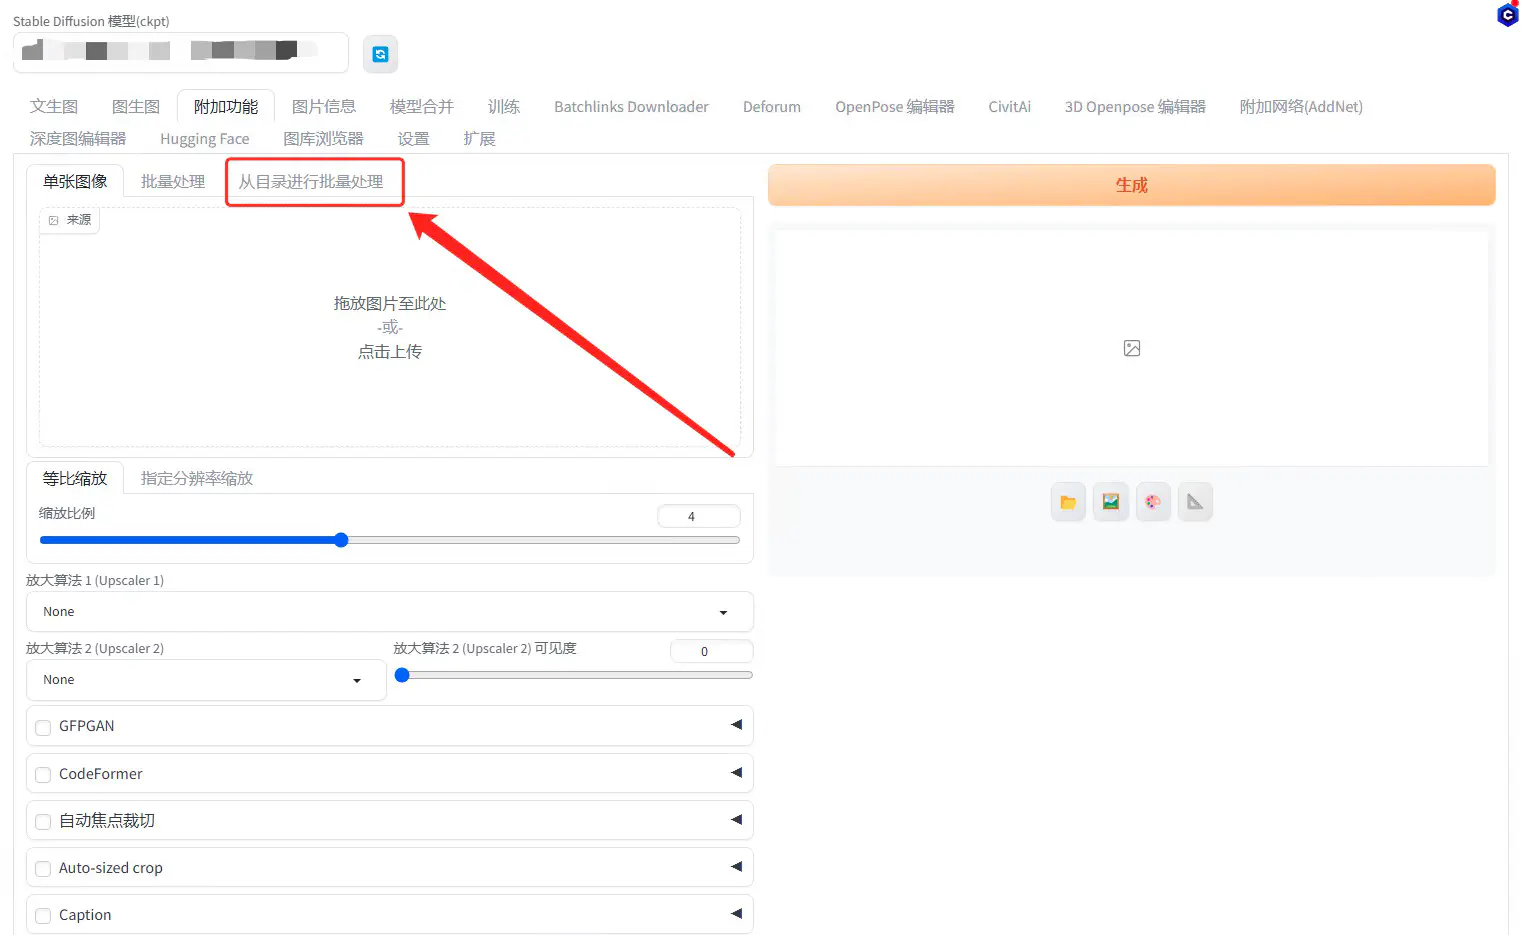 Stable Diffusion 模型(ckpt)
文生图 图生图 附加功能 图片信息 模型合并 训练 Batchlinks Downloader Deforum OpenPose 编辑器 CivitAi 3D Openpose 编辑器 附加网络(AddNet)
深度图编辑器 Hugging Face 图库浏览器 设置 扩展
单张图像 批量处理 从目录进行批量处理
生成
来源
拖放图片至此处
-或-
点击上传
等比缩放 指定分辨率缩放
缩放比例 4
放大算法 1 (Upscaler 1)
None
放大算法 2 (Upscaler 2) 放大算法 2 (Upscaler 2) 可见度 0
None
GFPGAN
CodeFormer
自动焦点裁切
Auto-sized crop
Caption